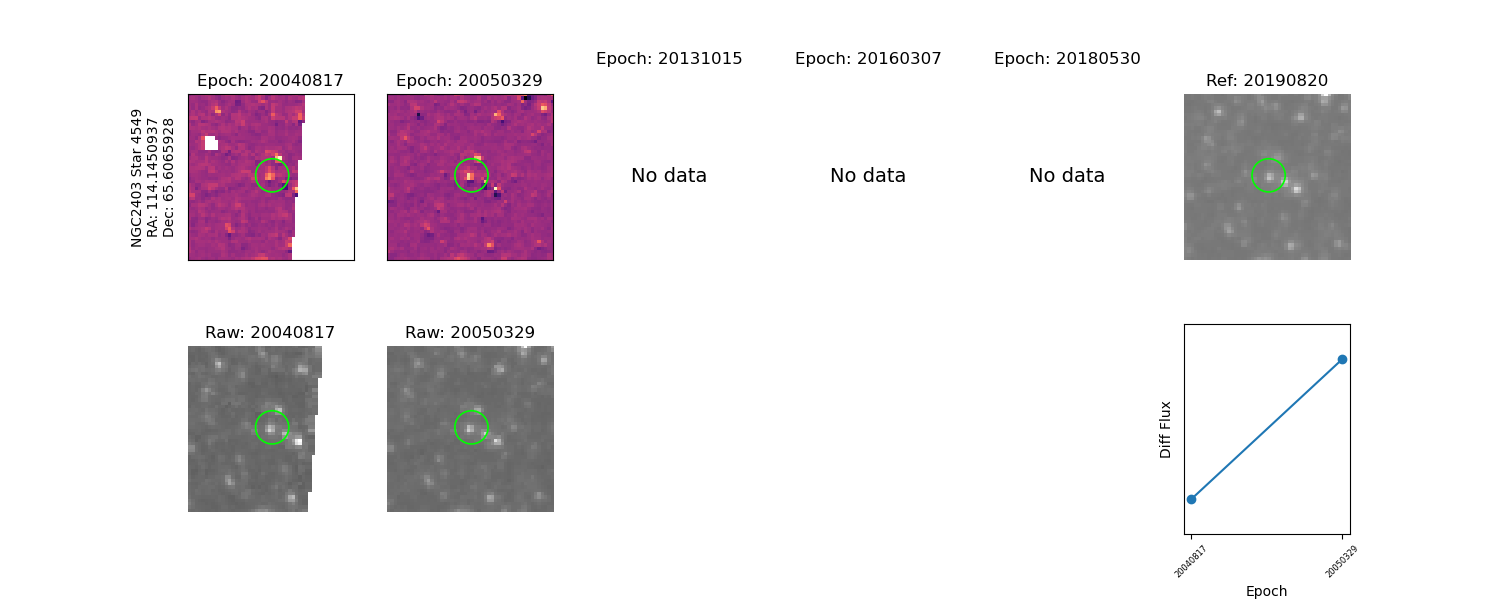 NGC2403 Star 4549
RA: 114.1450937
Dec: 65.6065928
Epoch: 20040817
Epoch: 20050329
Epoch: 20131015
Epoch: 20160307
Epoch: 20180530
Ref: 20190820
No data
No data
No data
Raw: 20040817
Raw: 20050329
Diff Flux
20040817
20050329
Epoch